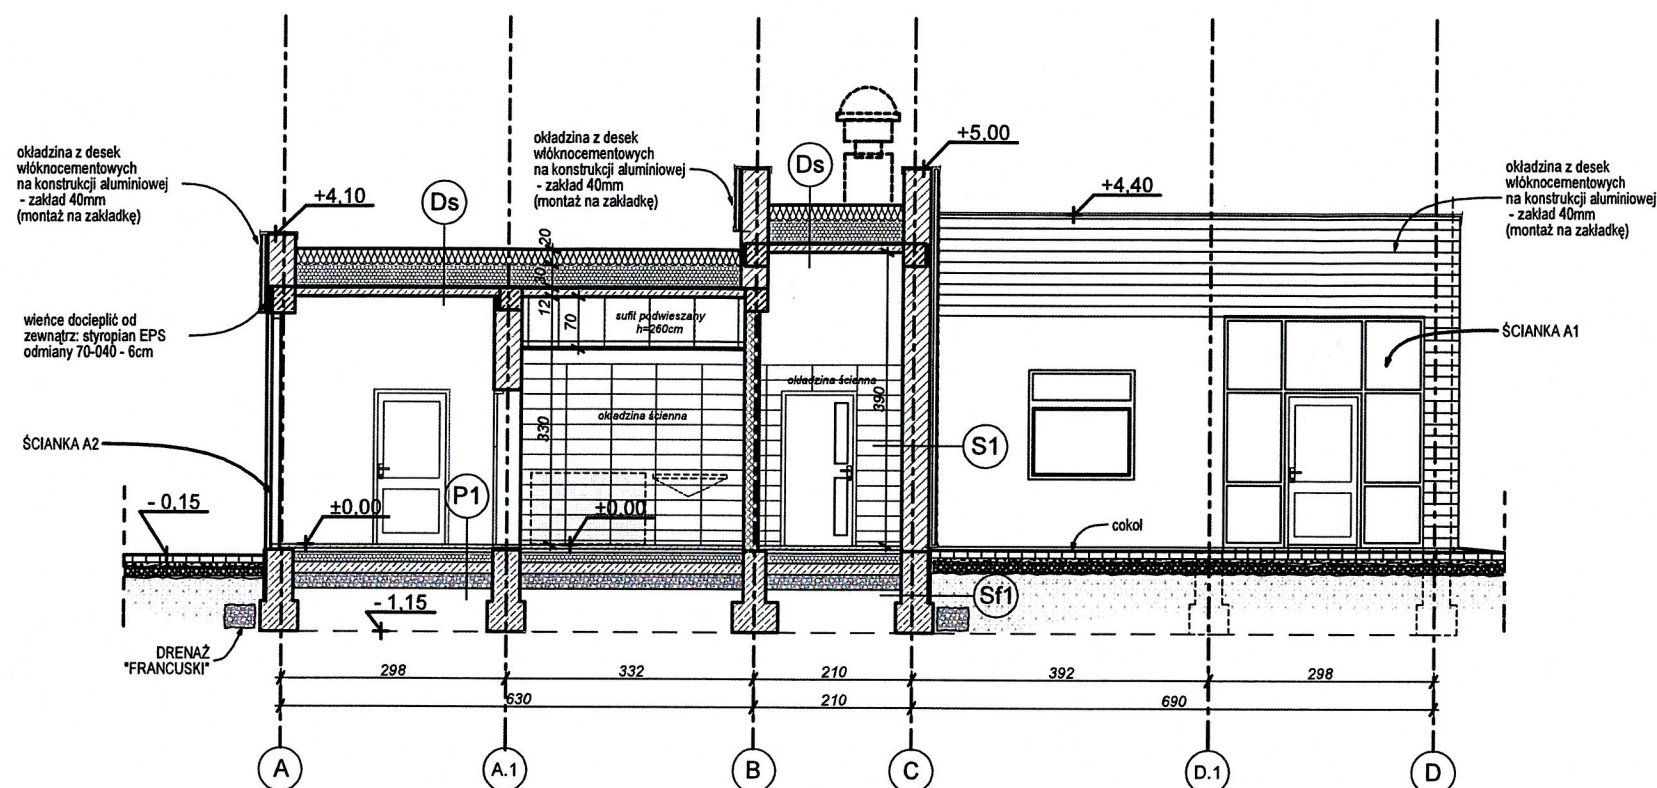 okładzina z desek
włóknocementowych
na konstrukcji aluminiowej
- zakład 40mm
(montaż na zakładkę)
okładzina z desek
włóknocementowych
na konstrukcji aluminiowej
- zakład 40mm
(montaż na zakładkę)
okładzina z desek
włóknocementowych
na konstrukcji aluminiowej
- zakład 40mm
(montaż na zakładkę)
+5,00
+4,10
+4,40
Ds
Ds
20
30
12
70
sufit podwieszany
h=260cm
wieńce docieplić od
zewnątrz: styropian EPS
odmiany 70-040 - 6cm
ŚCIANKA A1
okładzina ścienna
390
okładzina ścienna
330
ŚCIANKA A2
S1
P1
- 0,15
±0,00
±0,00
cokoł
Sf1
- 1,15
DRENAŻ
"FRANCUSKI"
298
332
210
392
298
630
210
690
A
A.1
B
C
D.1
D